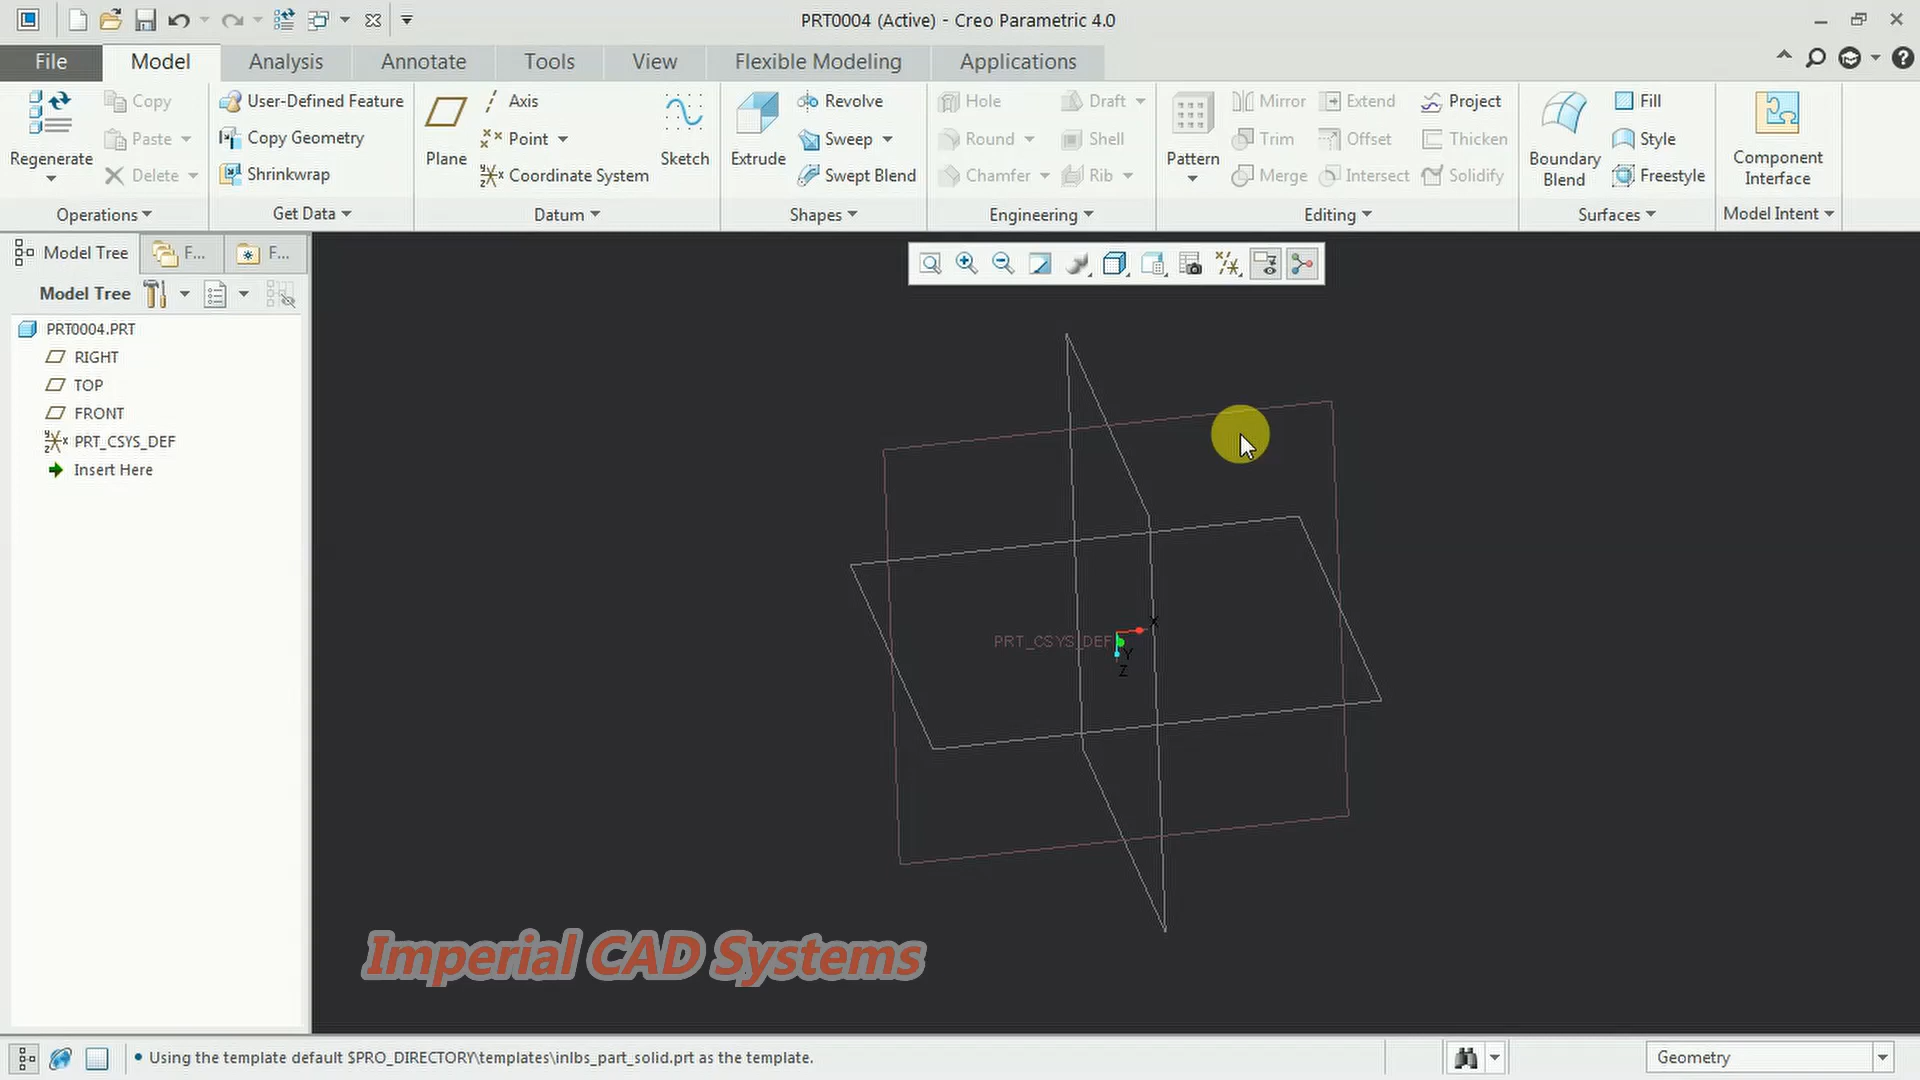 PRT0004 (Active) - Creo Parametric 4.0
File Model Analysis Annotate Tools View Flexible Modeling Applications
Regenerate
Copy
Paste
Delete
Operations
User-Defined Feature
Copy Geometry
Shrinkwrap
Get Data
Plane
Axis
Point
Coordinate System
Sketch
Datum
Extrude
Revolve
Sweep
Swept Blend
Shapes
Hole
Round
Chamfer
Draft
Shell
Rib
Engineering
Pattern
Mirror
Trim
Merge
Extend
Offset
Intersect
Project
Thicken
Solidify
Editing
Boundary
Blend
Fill
Style
Freestyle
Surfaces
Component
Interface
Model Intent
Model Tree F... F...
Model Tree
PRT0004.PRT
RIGHT
TOP
FRONT
PRT_CSYS_DEF
Insert Here
PRT_CSYS_DEF
X
Y
Z
Imperial CAD Systems
Using the template default $PRO_DIRECTORY\templates\inlbs_part_solid.prt as the template.
Geometry